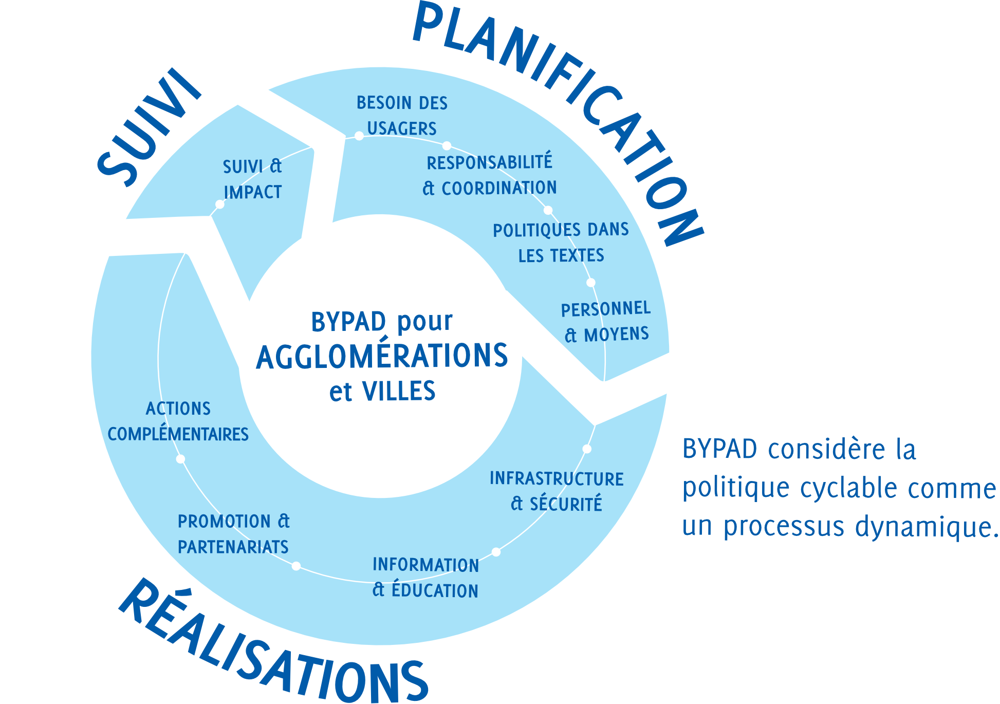 PLANIFICATION
SUIVI
BESOIN DES
USAGERS
RESPONSABILITÉ
& COORDINATION
POLITIQUES DANS
LES TEXTES
PERSONNEL
& MOYENS
SUIVI &
IMPACT
BYPAD pour
AGGLOMÉRATIONS
et VILLES
ACTIONS
COMPLÉMENTAIRES
INFRASTRUCTURE
& SÉCURITÉ
PROMOTION &
PARTENARIATS
INFORMATION
& ÉDUCATION
RÉALISATIONS
BYPAD considère la
politique cyclable comme
un processus dynamique.